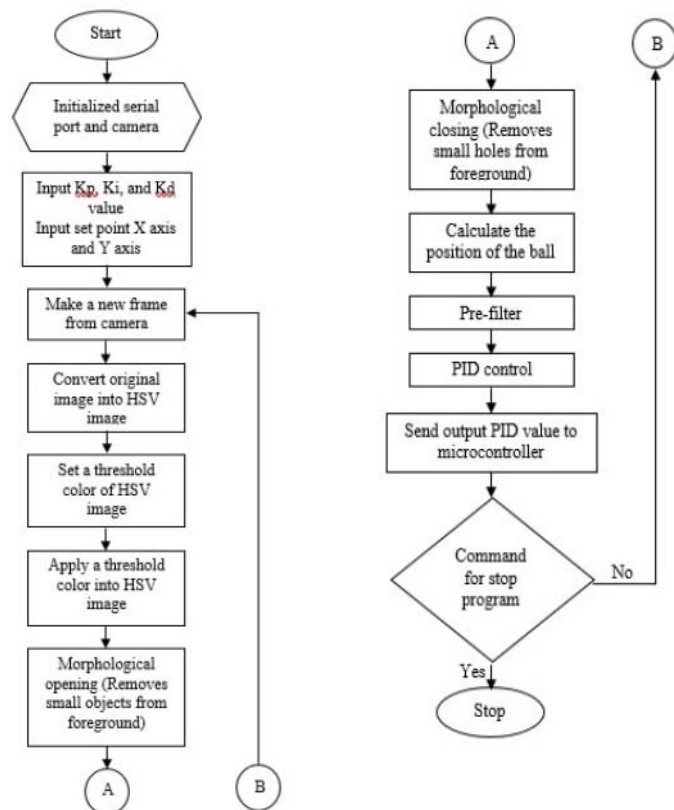 Start
Initialized serial
port and camera
Input Kp, Ki, and Kd
value
Input set point X axis
and Y axis
Make a new frame
from camera
Convert original
image into HSV
image
Set a threshold
color of HSV
image
Apply a threshold
color into HSV
image
Morphological
opening (Removes
small objects from
foreground)
A
B
A
Morphological
closing (Removes
small holes from
foreground)
Calculate the
position of the ball
Pre-filter
PID control
Send output PID value to
microcontroller
Command
for stop
program
No
Yes
Stop
B